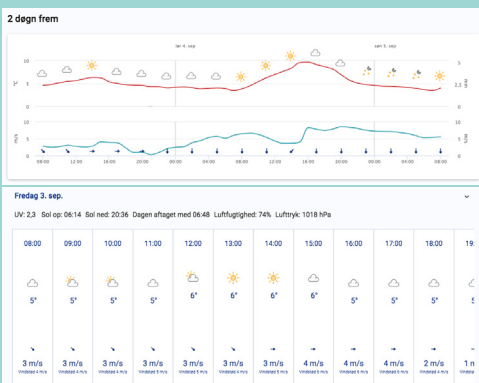 2 døgn frem
lør 4. sep
søn 5. sep
10
5
0
°C
5
2,5
0
mm
10
5
0
m/s
10
5
0
m/s
08:00 12:00 16:00 20:00 00:00 04:00 08:00 12:00 16:00 20:00 00:00 04:00 08:00
Fredag 3. sep.
UV: 2,3 Sol op: 06:14 Sol ned: 20:36 Dagen aftaget med 06:48 Luftfugtighed: 74% Lufttryk: 1018 hPa
08:00 09:00 10:00 11:00 12:00 13:00 14:00 15:00 16:00 17:00 18:00 19:
5° 5° 5° 5° 6° 6° 6° 6° 5° 5° 5° 5
3 m/s 3 m/s 3 m/s 3 m/s 3 m/s 3 m/s 3 m/s 4 m/s 4 m/s 4 m/s 2 m/s 1 n